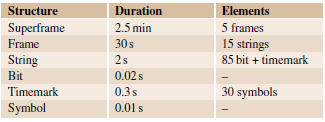 Structure Duration Elements
Superframe 2.5 min 5 frames
Frame 30 s 15 strings
String 2 s 85 bit + timemark
Bit 0.02 s –
Timemark 0.3 s 30 symbols
Symbol 0.01 s –